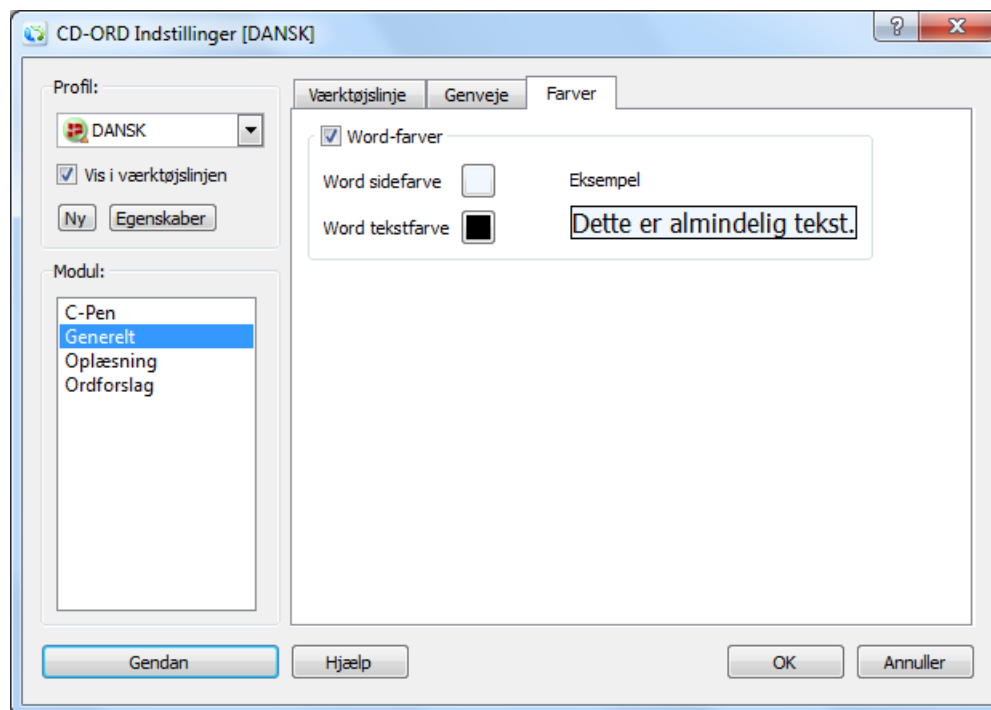 CD-ORD Indstillinger [DANSK]
Profil:
DANSK
Vis i værktøjslinjen
Ny Egenskaber
Modul:
C-Pen
Generelt
Oplæsning
Ordforslag
Værktøjslinje Genveje Farver
Word-farver
Word sidefarve Eksempel
Word tekstfarve Dette er almindelig tekst.
Gendan Hjælp OK Annuller